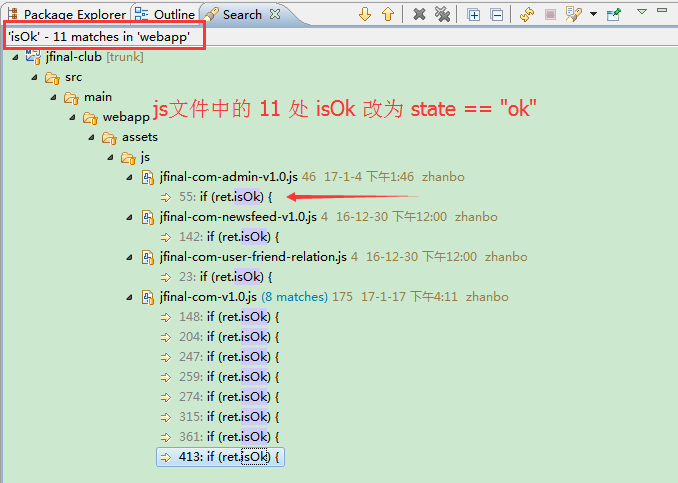 Package Explorer Outline Search
'isOk' - 11 matches in 'webapp'
jfinal-club [trunk]
src
main
webapp
js文件中的 11 处 isOk 改为 state == "ok"
assets
js
jfinal-com-admin-v1.0.js 46 17-1-4 下午1:46 zhanbo
55: if (ret.isOk) {
jfinal-com-newsfeed-v1.0.js 4 16-12-30 下午12:00 zhanbo
142: if (ret.isOk) {
jfinal-com-user-friend-relation.js 4 16-12-30 下午12:00 zhanbo
23: if (ret.isOk) {
jfinal-com-v1.0.js (8 matches) 175 17-1-17 下午4:11 zhanbo
148: if (ret.isOk) {
204: if (ret.isOk) {
247: if (ret.isOk) {
259: if (ret.isOk) {
274: if (ret.isOk) {
315: if (ret.isOk) {
361: if (ret.isOk) {
413: if (ret.isOk) {